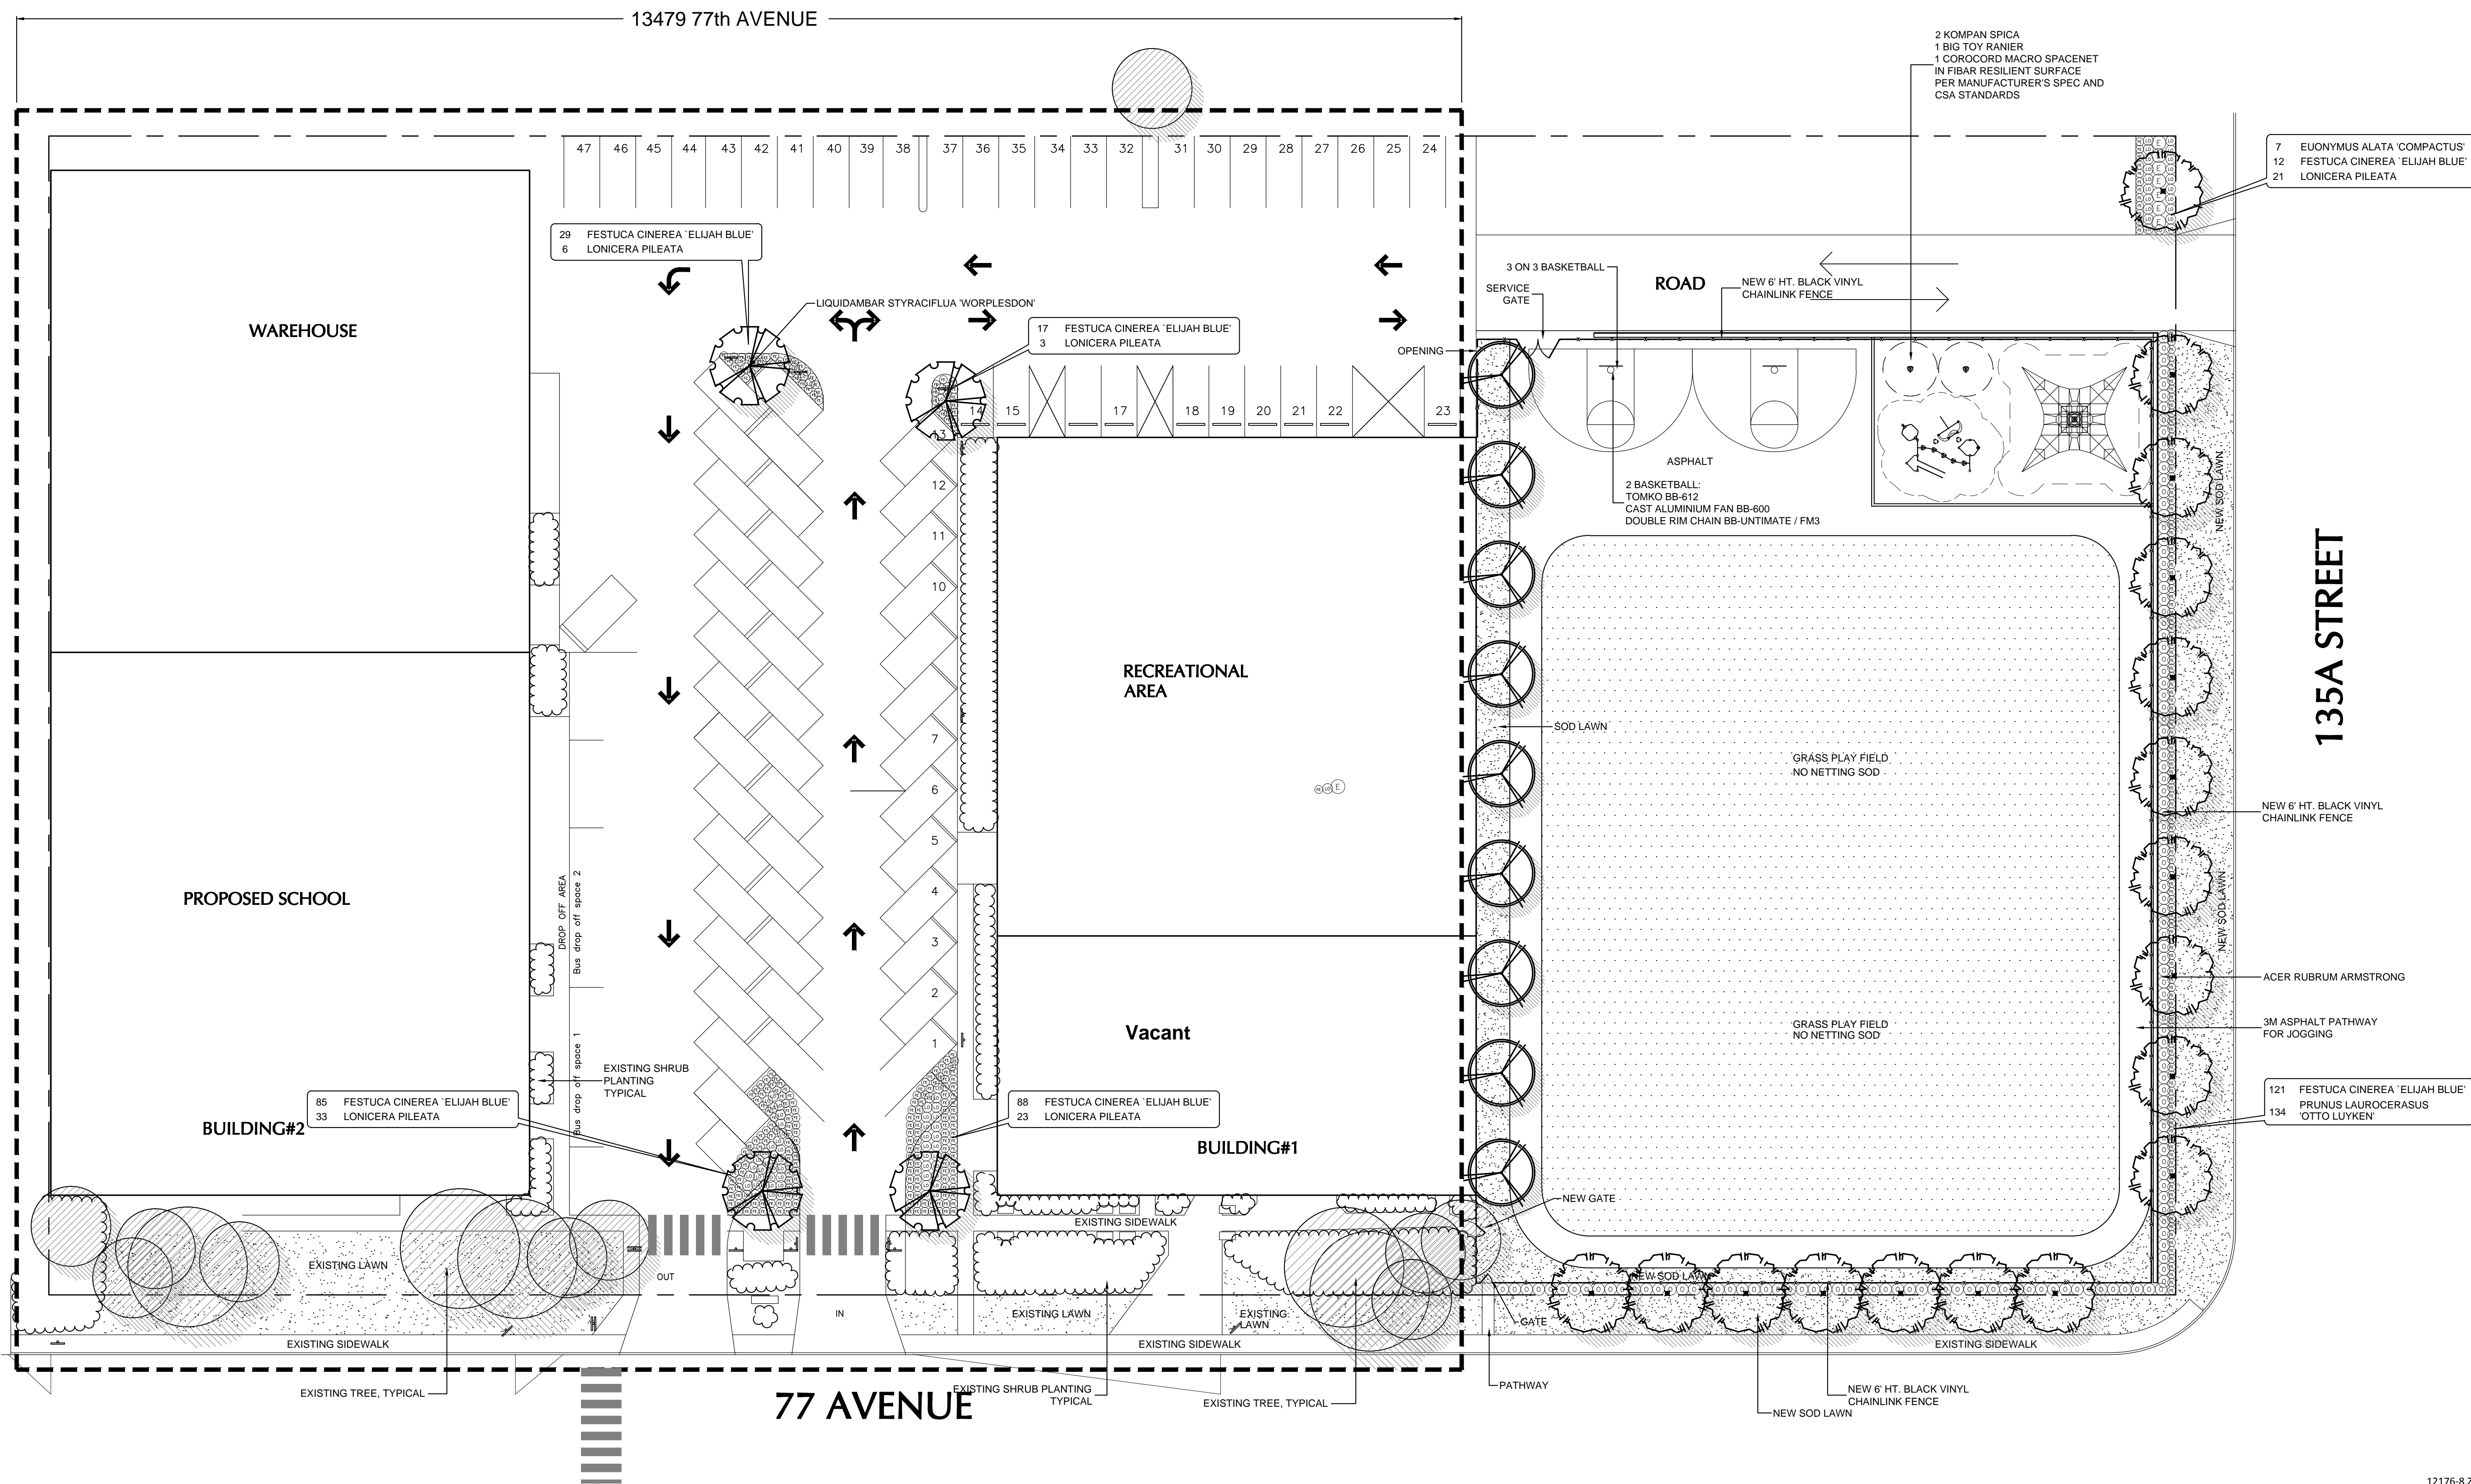 13479 77th AVENUE
2 KOMPAN SPICA
1 BIG TOY RANIER
1 COROCORD MACRO SPACENET
IN FIBAR RESILIENT SURFACE
PER MANUFACTURER'S SPEC AND
CSA STANDARDS
47 46 45 44 43 42 41 40 39 38 37 36 35 34 33 32 31 30 29 28 27 26 25 24
7 EUONYMUS ALATA 'COMPACTUS'
12 FESTUCA CINEREA `ELIJAH BLUE'
21 LONICERA PILEATA
29 FESTUCA CINEREA `ELIJAH BLUE'
6 LONICERA PILEATA
LIQUIDAMBAR STYRACIFLUA 'WORPLESDON'
17 FESTUCA CINEREA `ELIJAH BLUE'
3 LONICERA PILEATA
WAREHOUSE
3 ON 3 BASKETBALL
SERVICE
GATE
ROAD
NEW 6' HT. BLACK VINYL
CHAINLINK FENCE
OPENING
14 15 17 18 19 20 21 22 23
13
12
11
10
7
6
5
4
3
2
1
ASPHALT
2 BASKETBALL:
TOMKO BB-612
CAST ALUMINIUM FAN BB-600
DOUBLE RIM CHAIN BB-UNTIMATE / FM3
NEW SOD LAWN
135A STREET
RECREATIONAL
AREA
SOD LAWN
GRASS PLAY FIELD
NO NETTING SOD
NEW 6' HT. BLACK VINYL
CHAINLINK FENCE
PROPOSED SCHOOL
DROP OFF AREA
Bus drop off space 2
NEW SOD LAWN
ACER RUBRUM ARMSTRONG
Vacant
GRASS PLAY FIELD
NO NETTING SOD
3M ASPHALT PATHWAY
FOR JOGGING
Bus drop off space 1
EXISTING SHRUB
PLANTING
TYPICAL
85 FESTUCA CINEREA `ELIJAH BLUE'
33 LONICERA PILEATA
88 FESTUCA CINEREA `ELIJAH BLUE'
23 LONICERA PILEATA
121 FESTUCA CINEREA `ELIJAH BLUE'
134 PRUNUS LAUROCERASUS
'OTTO LUYKEN'
BUILDING#2
BUILDING#1
NEW GATE
EXISTING SIDEWALK
EXISTING LAWN
OUT
IN
NEW SOD LAWN
EXISTING LAWN
EXISTING
LAWN
GATE
EXISTING SIDEWALK
EXISTING SIDEWALK
EXISTING SIDEWALK
EXISTING TREE, TYPICAL
77 AVENUE
EXISTING SHRUB PLANTING
TYPICAL
EXISTING TREE, TYPICAL
PATHWAY
NEW 6' HT. BLACK VINYL
CHAINLINK FENCE
NEW SOD LAWN